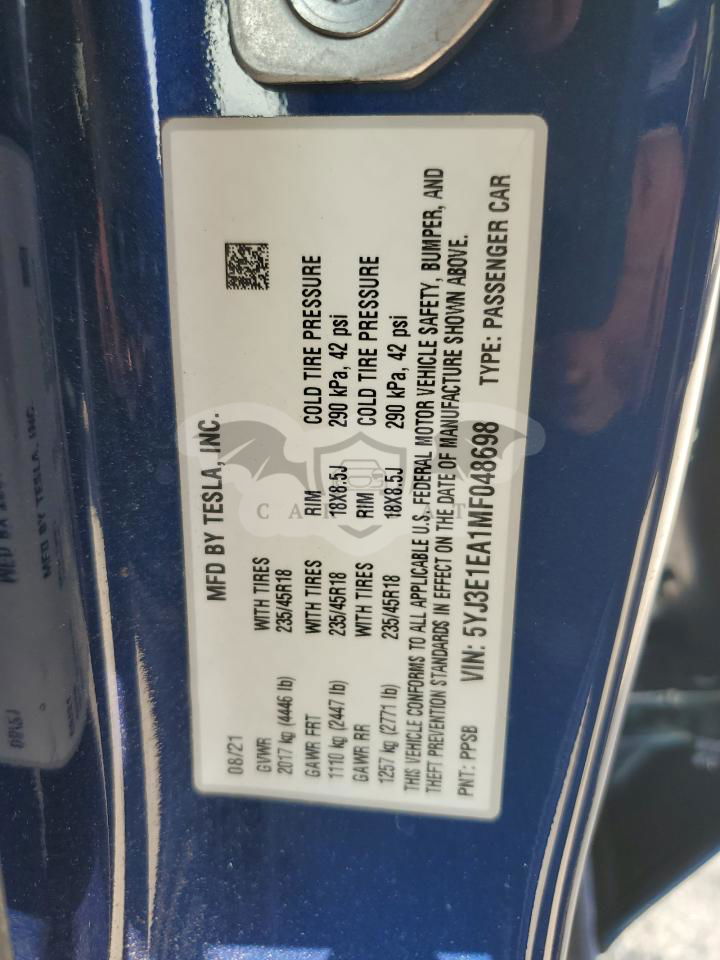 MFD BY TESLA, INC.
08/21
GVWR WITH TIRES
2017 kg (4446 lb) 235/45R18
GAWR FRT WITH TIRES RIM COLD TIRE PRESSURE
1110 kg (2447 lb) 235/45R18 18X8.5J 290 kPa, 42 psi
GAWR RR WITH TIRES RIM COLD TIRE PRESSURE
1257 kg (2771 lb) 235/45R18 18X8.5J 290 kPa, 42 psi
THIS VEHICLE CONFORMS TO ALL APPLICABLE U.S. FEDERAL MOTOR VEHICLE SAFETY, BUMPER, AND
THEFT PREVENTION STANDARDS IN EFFECT ON THE DATE OF MANUFACTURE SHOWN ABOVE.
PNT: PPSB VIN: 5YJ3E1EA1MF048698 TYPE: PASSENGER CAR